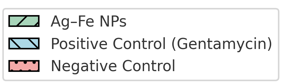 Ag–Fe NPs
Positive Control (Gentamycin)
Negative Control